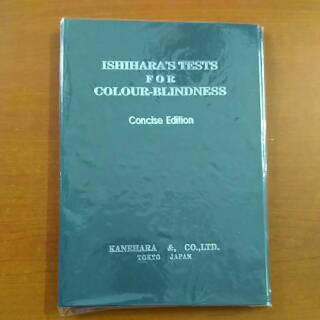 ISHIHARA'S TESTS
FOR
COLOUR-BLINDNESS
Concise Edition
KANEHARA &, CO.,LTD.
TOKYO JAPAN